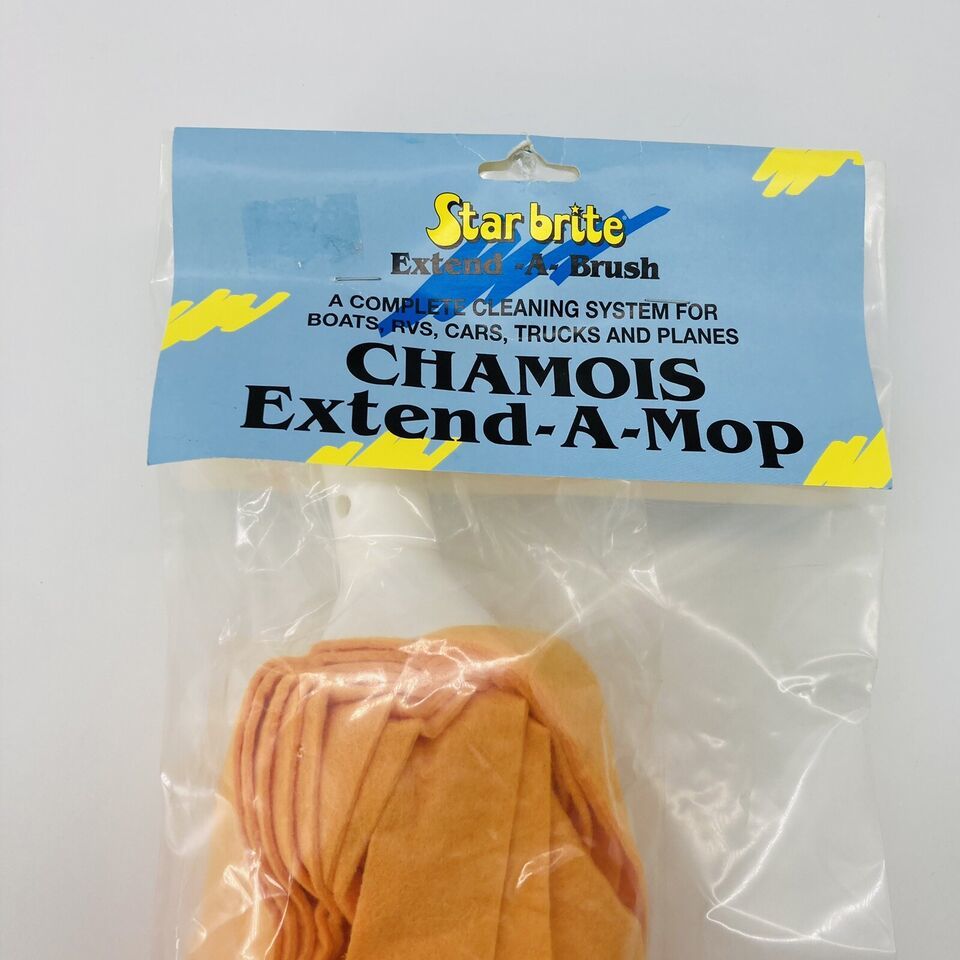 Star brite®
Extend-A-Brush
A COMPLETE CLEANING SYSTEM FOR
BOATS, RVS, CARS, TRUCKS AND PLANES
CHAMOIS
Extend-A-Mop